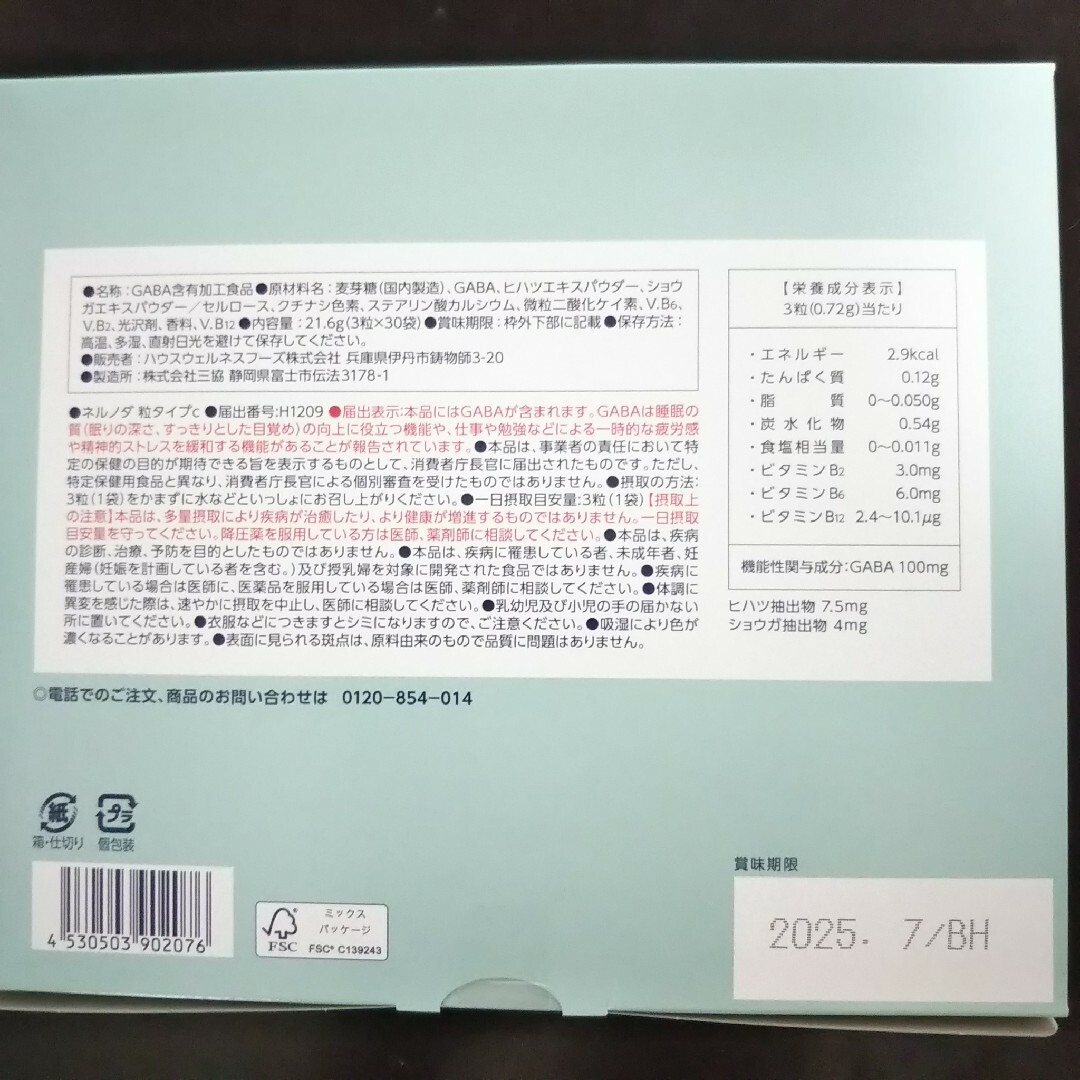 ●名称：GABA含有加工食品●原材料名：麦芽糖（国内製造）、GABA、ヒハツエキスパウダー、ショウ
ガエキスパウダー／セルロース、クチナシ色素、ステアリン酸カルシウム、微粒二酸化ケイ素、V.B6、
V.B2、光沢剤、香料、V.B12●内容量：21.6g（3粒×30袋）●賞味期限：枠外下部に記載●保存方法：
高温、多湿、直射日光を避けて保存してください。
●販売者：ハウスウェルネスフーズ株式会社 兵庫県伊丹市鋳物師3-20
●製造所：株式会社三協 静岡県富士市伝法3178-1
●ネルノダ 粒タイプc ●届出番号:H1209 ●届出表示:本品にはGABAが含まれます。GABAは睡眠の
質（眠りの深さ、すっきりとした目覚め）の向上に役立つ機能や、仕事や勉強などによる一時的な疲労感
や精神的ストレスを緩和する機能があることが報告されています。●本品は、事業者の責任において特
定の保健の目的が期待できる旨を表示するものとして、消費者庁長官に届出されたものです。ただし、
特定保健用食品と異なり、消費者庁長官による個別審査を受けたものではありません。●摂取の方法：
3粒（1袋）をかまずに水などといっしょにお召し上がりください。●一日摂取目安量:3粒（1袋）【摂取上
の注意】本品は、多量摂取により疾病が治癒したり、より健康が増進するものではありません。一日摂取
目安量を守ってください。降圧薬を服用している方は医師、薬剤師に相談してください。●本品は、疾病
の診断、治療、予防を目的としたものではありません。●本品は、疾病に罹患している者、未成年者、妊
産婦（妊娠を計画している者を含む。）及び授乳婦を対象に開発された食品ではありません。●疾病に
罹患している場合は医師に、医薬品を服用している場合は医師、薬剤師に相談してください。●体調に
異変を感じた際は、速やかに摂取を中止し、医師に相談してください。●乳幼児及び小児の手の届かない
所に置いてください。●衣服などにつきますとシミになりますので、ご注意ください。●吸湿により色が
濃くなることがあります。●表面に見られる斑点は、原料由来のもので品質に問題はありません。
【栄養成分表示】
3粒（0.72g）当たり
・エネルギー 2.9kcal
・たんぱく質 0.12g
・脂質 0～0.050g
・炭水化物 0.54g
・食塩相当量 0～0.011g
・ビタミンB2 3.0mg
・ビタミンB6 6.0mg
・ビタミンB12 2.4～10.1μg
機能性関与成分：GABA 100mg
ヒハツ抽出物 7.5mg
ショウガ抽出物 4mg
◎電話でのご注文、商品のお問い合わせは 0120-854-014
紙
箱・仕切り
プラ
個包装
4 530503 902076
FSC
ミックス
パッケージ
FSC® C139243
賞味期限
2025. 7/BH